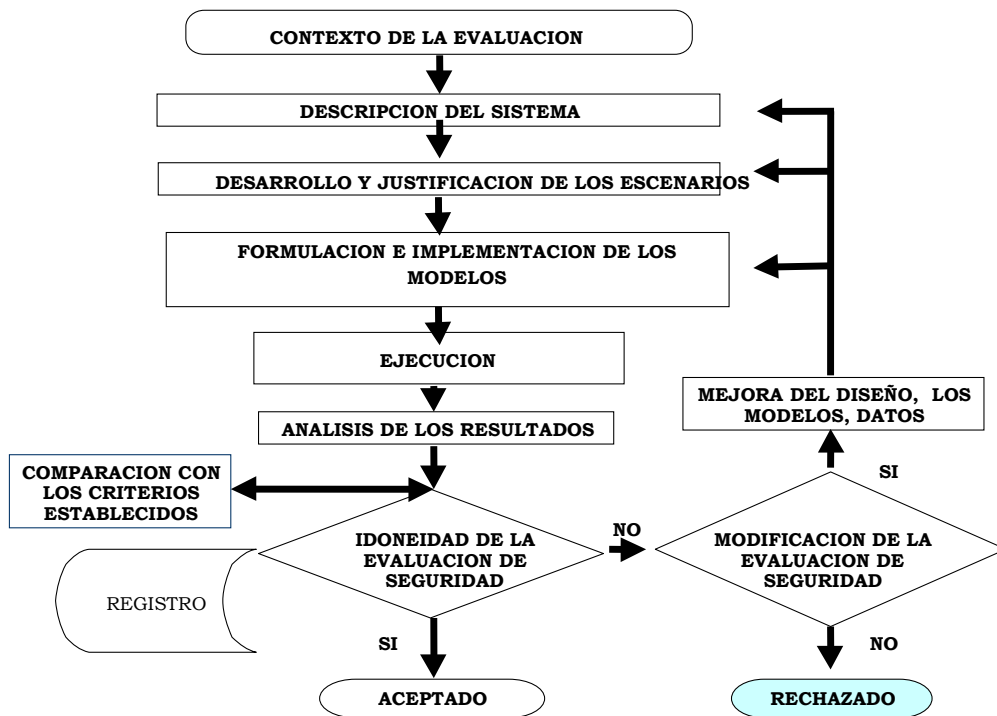 CONTEXTO DE LA EVALUACION
DESCRIPCION DEL SISTEMA
DESARROLLO Y JUSTIFICACION DE LOS ESCENARIOS
FORMULACION E IMPLEMENTACION DE LOS
MODELOS
EJECUCION
ANALISIS DE LOS RESULTADOS
MEJORA DEL DISEÑO, LOS
MODELOS, DATOS
COMPARACION CON
LOS CRITERIOS
ESTABLECIDOS
SI
IDONEIDAD DE LA
EVALUACION DE
SEGURIDAD
NO
MODIFICACION DE LA
EVALUACION DE
SEGURIDAD
REGISTRO
SI
NO
ACEPTADO
RECHAZADO